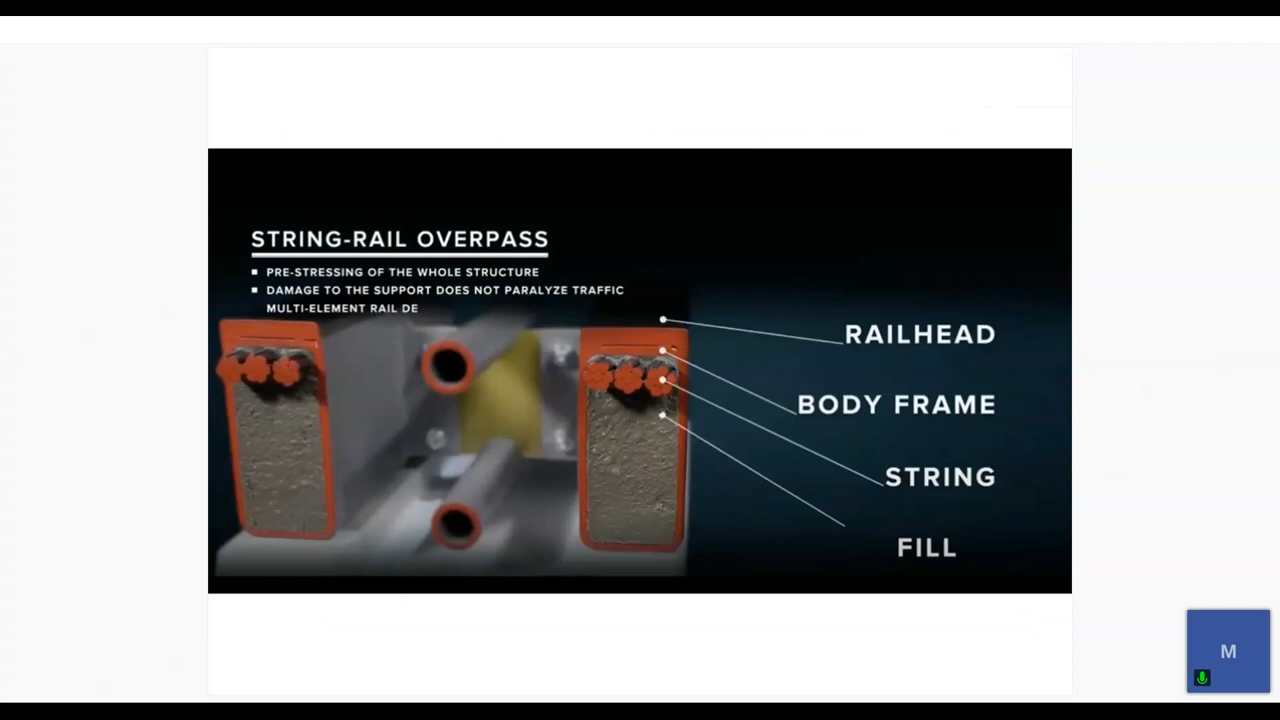 STRING-RAIL OVERPASS
PRE-STRESSING OF THE WHOLE STRUCTURE
DAMAGE TO THE SUPPORT DOES NOT PARALYZE TRAFFIC
MULTI-ELEMENT RAIL DE
RAILHEAD
BODY FRAME
STRING
FILL
M